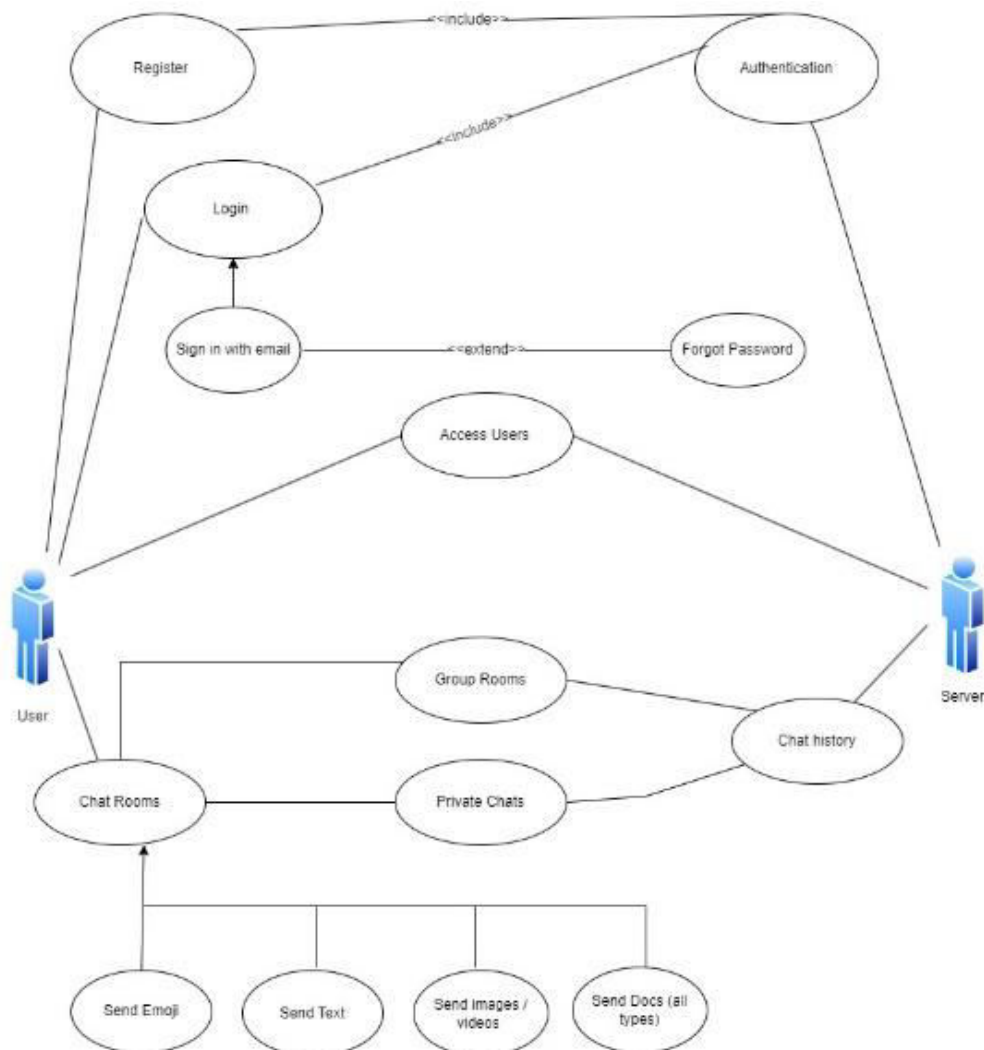 <<include>>
Register
Authentication
<<include>>
Login
Sign in with email
<<extend>>
Forgot Password
Access Users
Group Rooms
Server
User
Chat history
Chat Rooms
Private Chats
Send Emoji
Send Text
Send images /
videos
Send Docs (all
types)